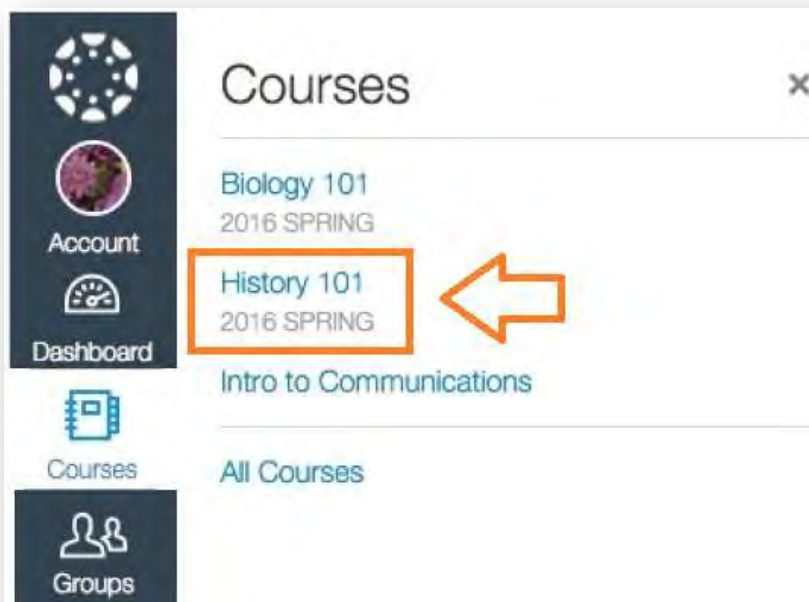 Courses
Biology 101
2016 SPRING
History 101
2016 SPRING
Intro to Communications
All Courses
Account
Dashboard
Courses
Groups